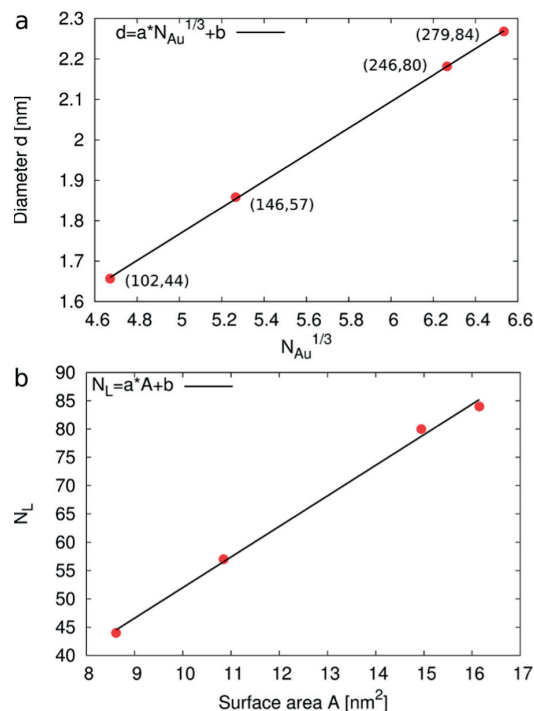 a
d=a*N_Au^1/3+b
2.3
2.2
2.1
2
1.9
1.8
1.7
1.6
Diameter d [nm]
(279,84)
(246,80)
(146,57)
(102,44)
4.6 4.8 5 5.2 5.4 5.6 5.8 6 6.2 6.4 6.6
N_Au^1/3
b
N_L=a*A+b
90
85
80
75
70
65
60
55
50
45
40
N_L
8 9 10 11 12 13 14 15 16 17
Surface area A [nm²]